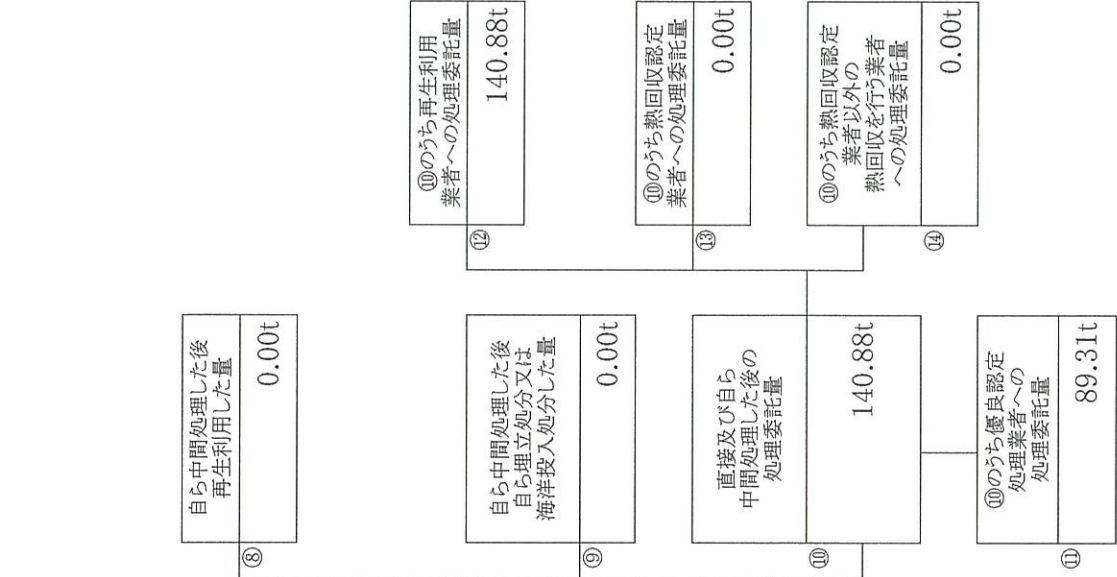 ⑧
自ら中間処理した後
再生利用した量
0.00t
⑨
自ら中間処理した後
自ら埋立処分又は
海洋投入処分した量
0.00t
⑩
直接及び自ら
中間処理した後の
処理委託量
140.88t
⑪
⑩のうち優良認定
処理業者への
処理委託量
89.31t
⑫
⑩のうち再生利用
業者への処理委託量
140.88t
⑬
⑩のうち熱回収認定
業者への処理委託量
0.00t
⑭
⑩のうち熱回収認定
業者以外の
熱回収を行う業者
への処理委託量
0.00t